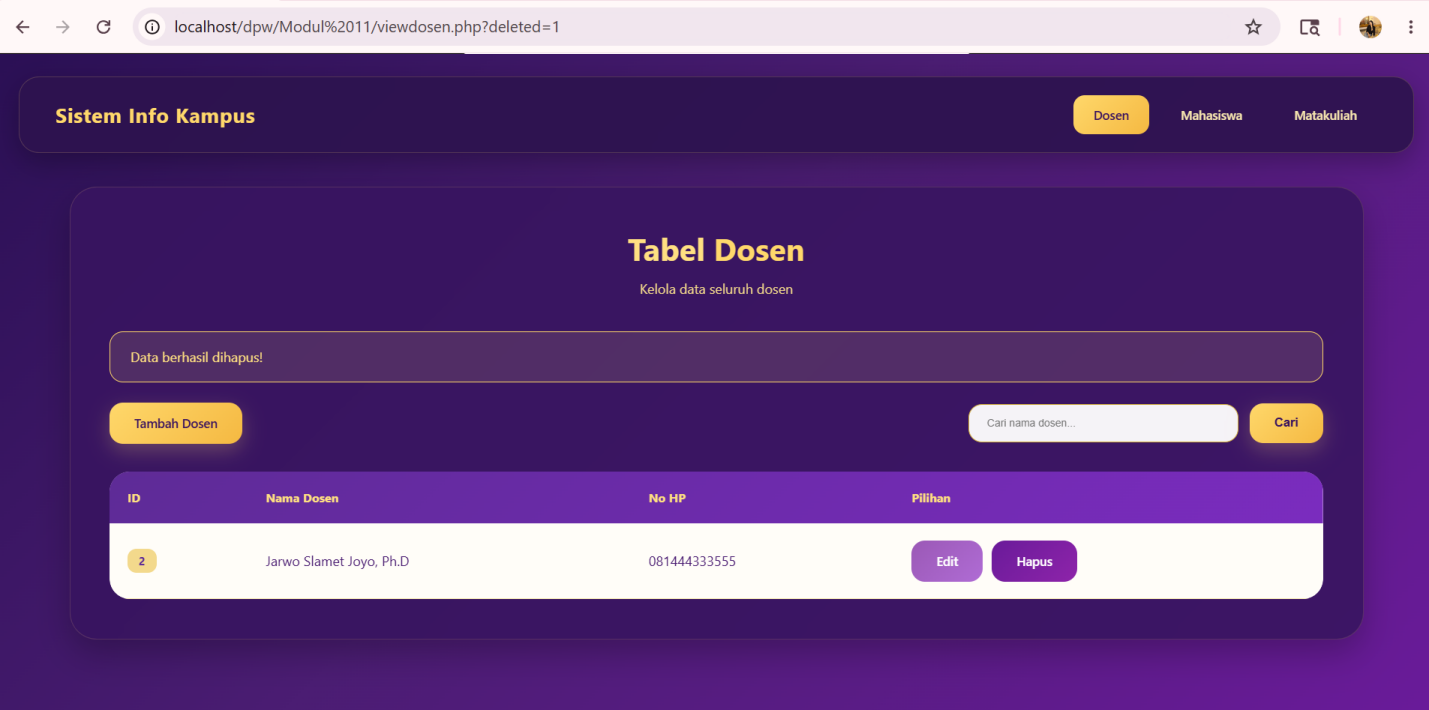 localhost/dpw/Modul%2011/viewdosen.php?deleted=1
Sistem Info Kampus
Dosen
Mahasiswa
Matakuliah
Tabel Dosen
Kelola data seluruh dosen
Data berhasil dihapus!
Tambah Dosen
Cari nama dosen...
Cari
ID Nama Dosen No HP Pilihan
2 Jarwo Slamet Joyo, Ph.D 081444333555 Edit Hapus